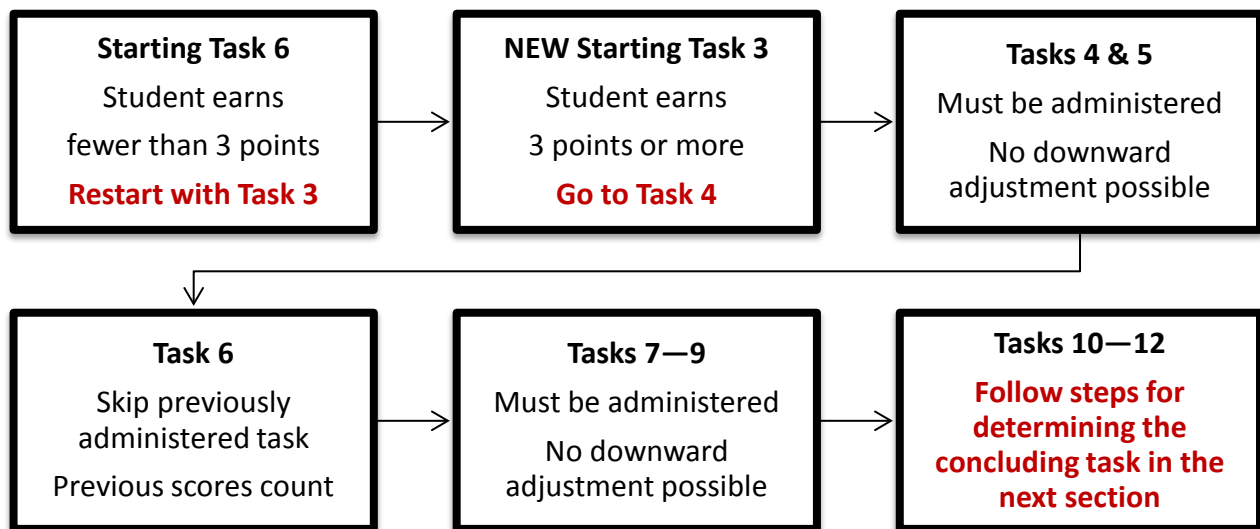 Starting Task 6
Student earns
fewer than 3 points
Restart with Task 3
NEW Starting Task 3
Student earns
3 points or more
Go to Task 4
Tasks 4 & 5
Must be administered
No downward
adjustment possible
Task 6
Skip previously
administered task
Previous scores count
Tasks 7—9
Must be administered
No downward
adjustment possible
Tasks 10—12
Follow steps for
determining the
concluding task in the
next section